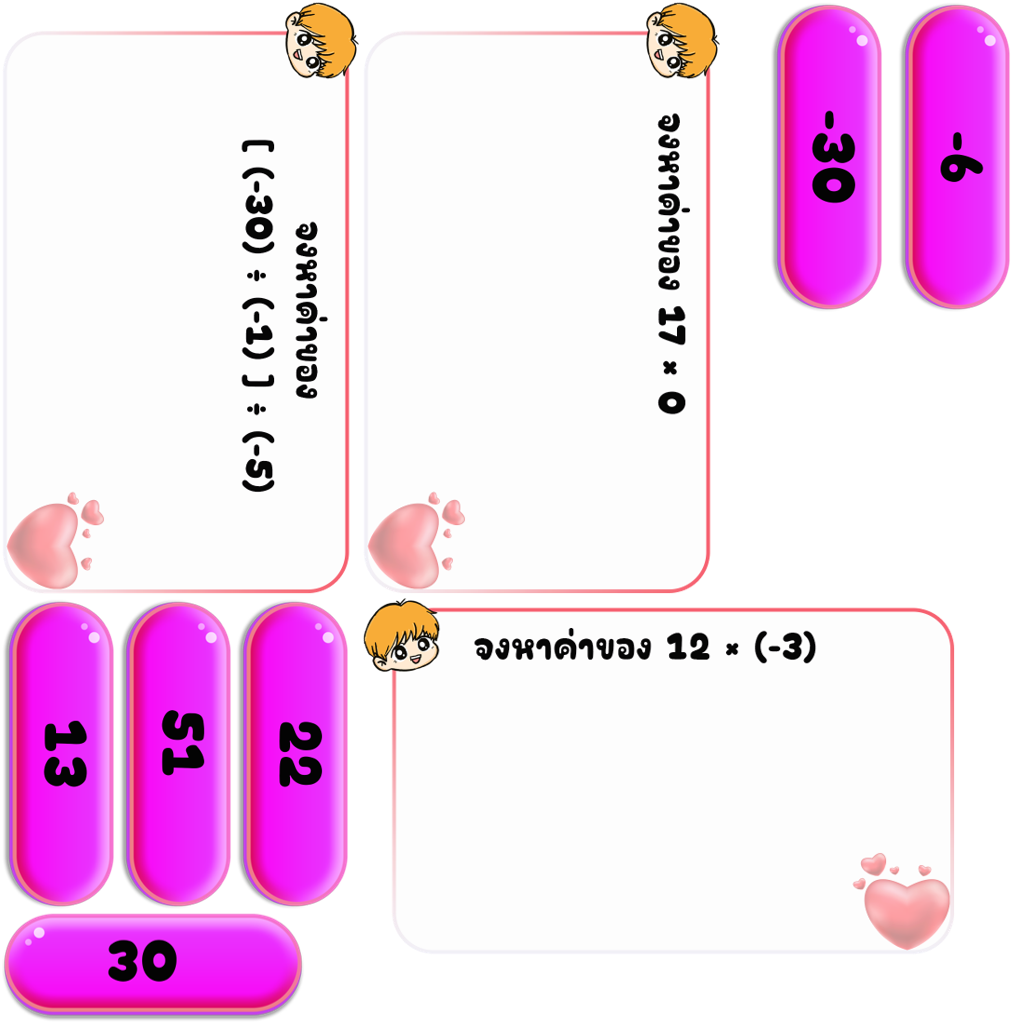 จงหาค่าของ
[ (-30) ÷ (-1) ] ÷ (-5)
จงหาค่าของ 17 × 0
-30
-6
13
51
22
จงหาค่าของ 12 × (-3)
30